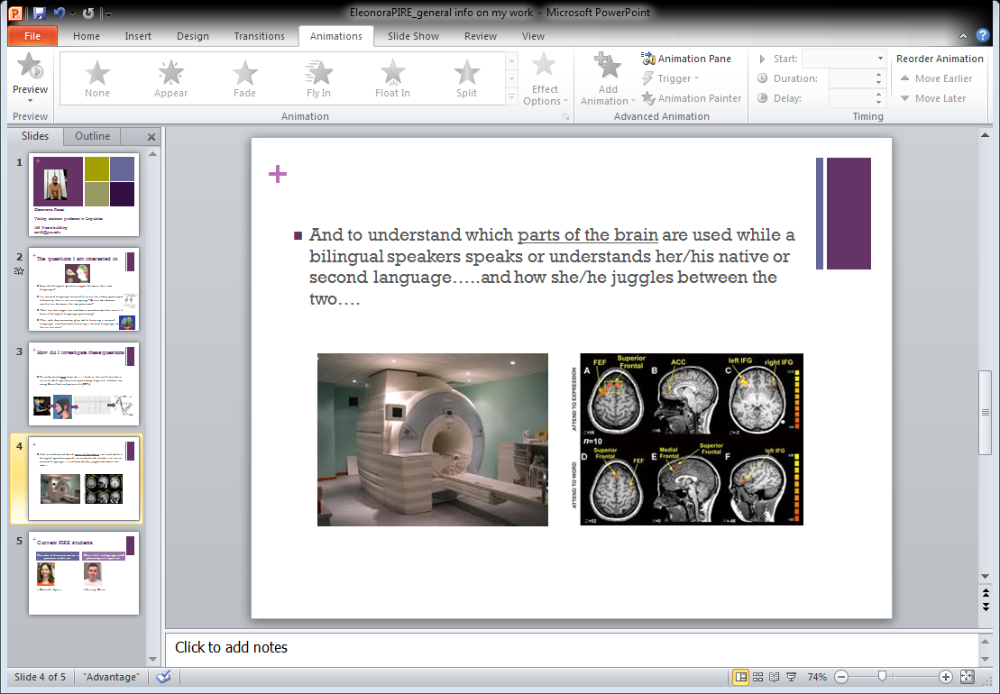 EleonoraPIRE_general info on my work - Microsoft PowerPoint
File Home Insert Design Transitions Animations Slide Show Review View
Preview
None Appear Fade Fly In Float In Split
Effect Options
Add Animation
Animation Pane
Trigger
Animation Painter
Start:
Duration:
Delay:
Reorder Animation
Move Earlier
Move Later
Preview Animation Advanced Animation Timing
Slides Outline
1
2
The questions I am interested in
3
How do I investigate these questions
4
5
Current PIRE students
And to understand which parts of the brain are used while a
bilingual speakers speaks or understands her/his native or
second language.....and how she/he juggles between the
two....
ATTEND TO EXPRESSION
A FEF Superior Frontal
B ACC
C left IFG right IFG
n=10
ATTEND TO WORD
D Superior Frontal FEF
E Medial Frontal Superior Frontal
F left IFG
Click to add notes
Slide 4 of 5 "Advantage" 74%